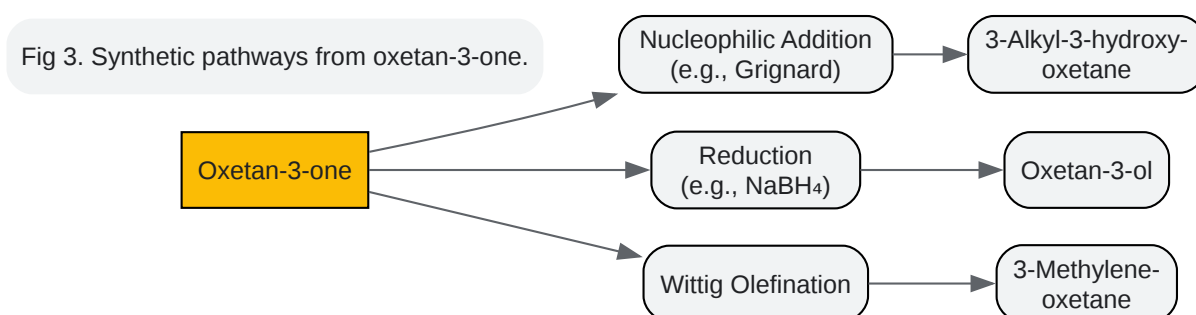 Fig 3. Synthetic pathways from oxetan-3-one.
Nucleophilic Addition
(e.g., Grignard)
3-Alkyl-3-hydroxy-
oxetane
Oxetan-3-one
Reduction
(e.g., NaBH₄)
Oxetan-3-ol
Wittig Olefination
3-Methylene-
oxetane